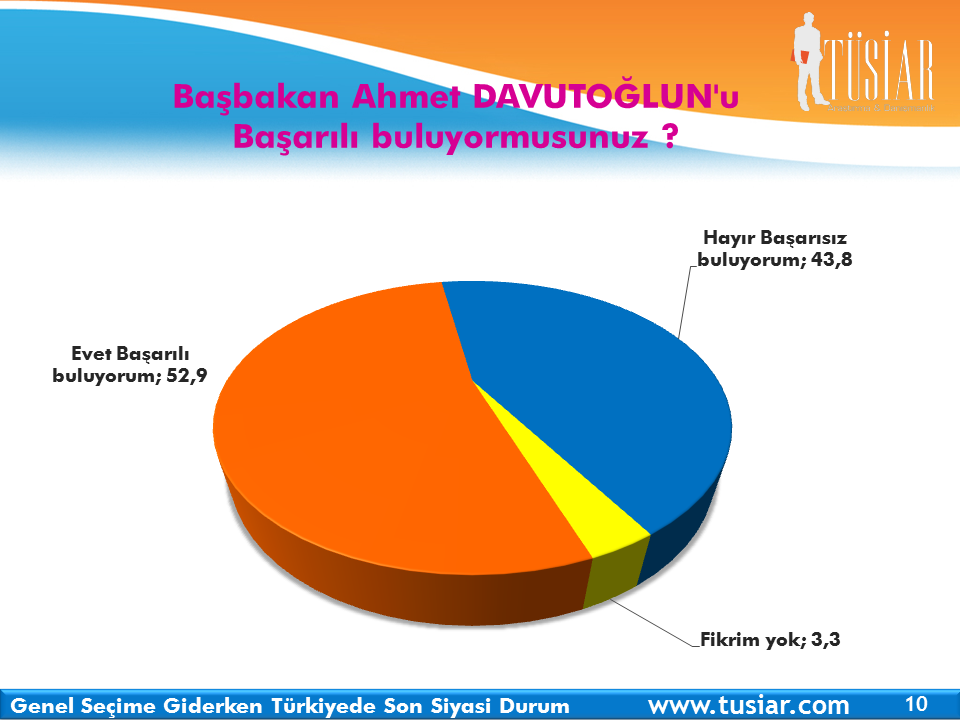 TÜSİAR
Başbakan Ahmet DAVUTOĞLUN'u
Başarılı buluyormusunuz ?
Hayır Başarısız
buluyorum; 43,8
Evet Başarılı
buluyorum; 52,9
Fikrim yok; 3,3
Genel Seçime Giderken Türkiyede Son Siyasi Durum
www.tusiar.com
10